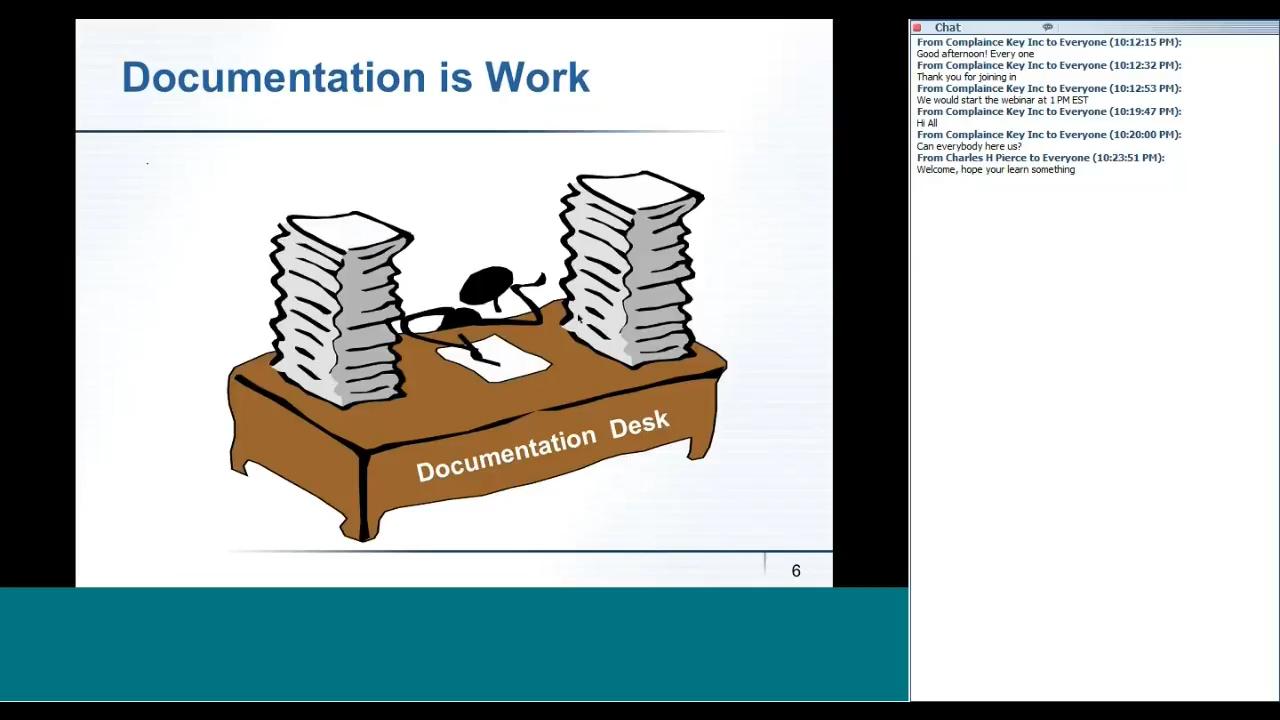 Documentation is Work
Documentation Desk
6
Chat
From Complaince Key Inc to Everyone (10:12:15 PM):
Good afternoon! Every one
From Complaince Key Inc to Everyone (10:12:32 PM):
Thank you for joining in
From Complaince Key Inc to Everyone (10:12:53 PM):
We would start the webinar at 1 PM EST
From Complaince Key Inc to Everyone (10:19:47 PM):
Hi All
From Complaince Key Inc to Everyone (10:20:00 PM):
Can everybody here us?
From Charles H Pierce to Everyone (10:23:51 PM):
Welcome, hope your learn something